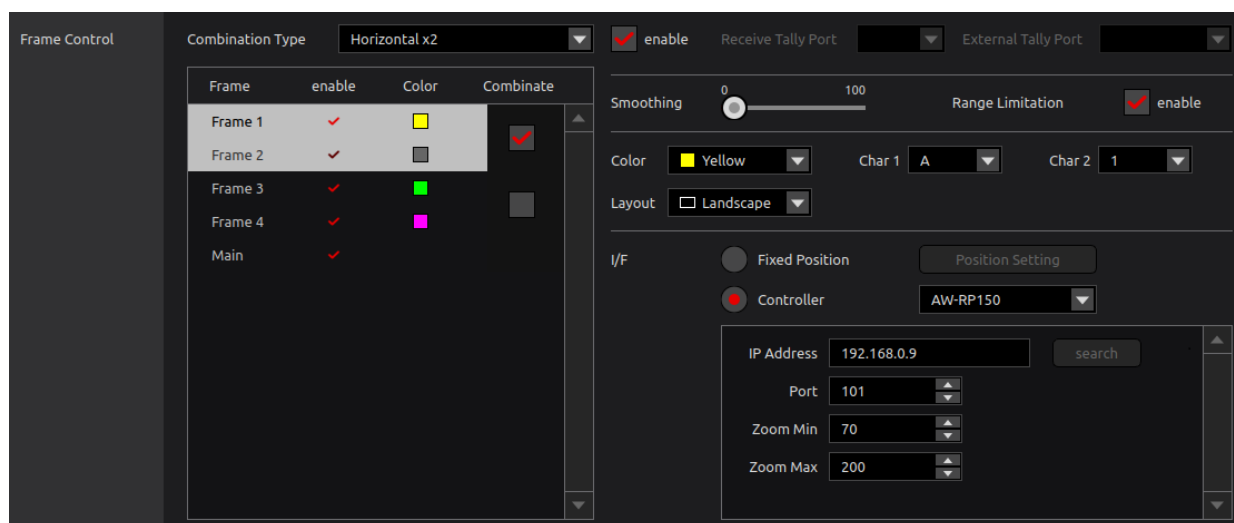 Frame Control
Combination Type Horizontal x2
Frame enable Color Combinate
Frame 1
Frame 2
Frame 3
Frame 4
Main
enable Receive Tally Port External Tally Port
Smoothing 0 100 Range Limitation enable
Color Yellow Char 1 A Char 2 1
Layout Landscape
I/F Fixed Position Position Setting
Controller AW-RP150
IP Address 192.168.0.9 search
Port 101
Zoom Min 70
Zoom Max 200